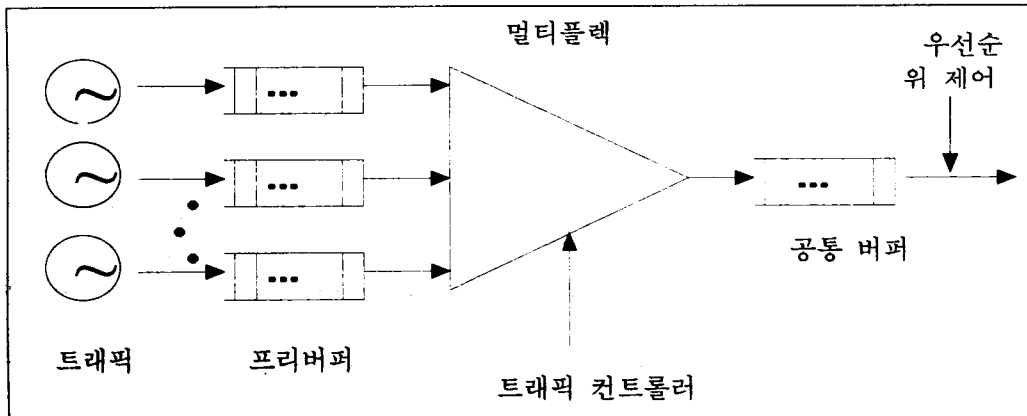 멀티플렉
우선순
위 제어
공통 버퍼
트래픽
프리버퍼
트래픽 컨트롤러